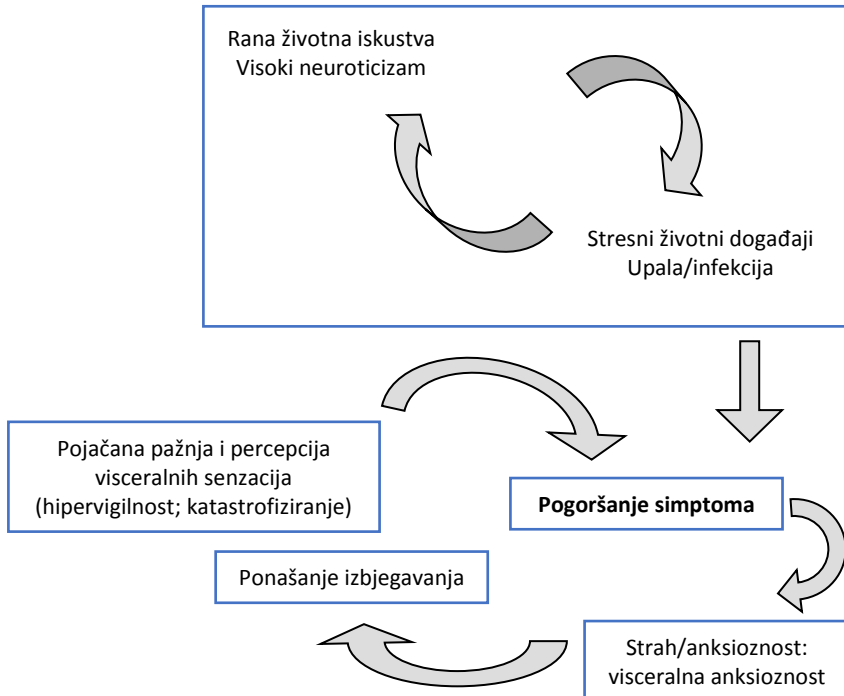 Rana životna iskustva
Visoki neuroticizam
Stresni životni događaji
Upala/infekcija
Pojačana pažnja i percepcija
visceralnih senzacija
(hipervigilnost; katastrofiziranje)
Pogoršanje simptoma
Ponašanje izbjegavanja
Strah/anksioznost:
visceralna anksioznost